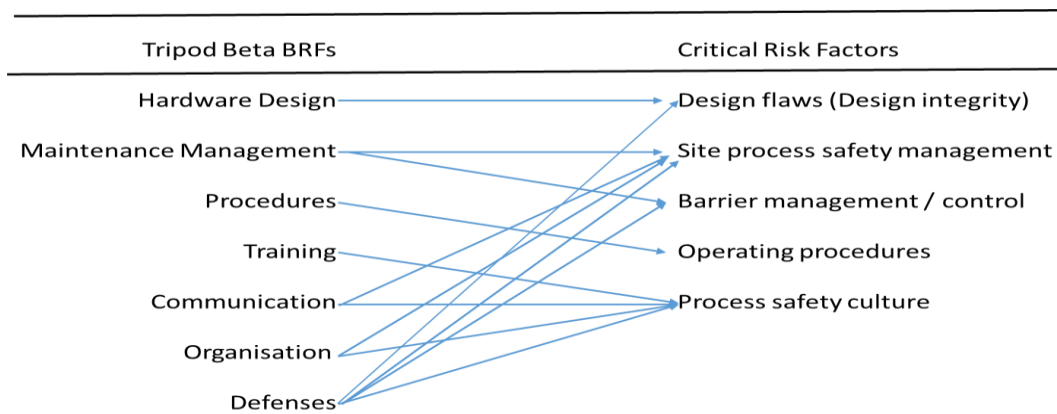 Tripod Beta BRFs Critical Risk Factors
Hardware Design Design flaws (Design integrity)
Maintenance Management Site process safety management
Procedures Barrier management / control
Training Operating procedures
Communication Process safety culture
Organisation
Defenses